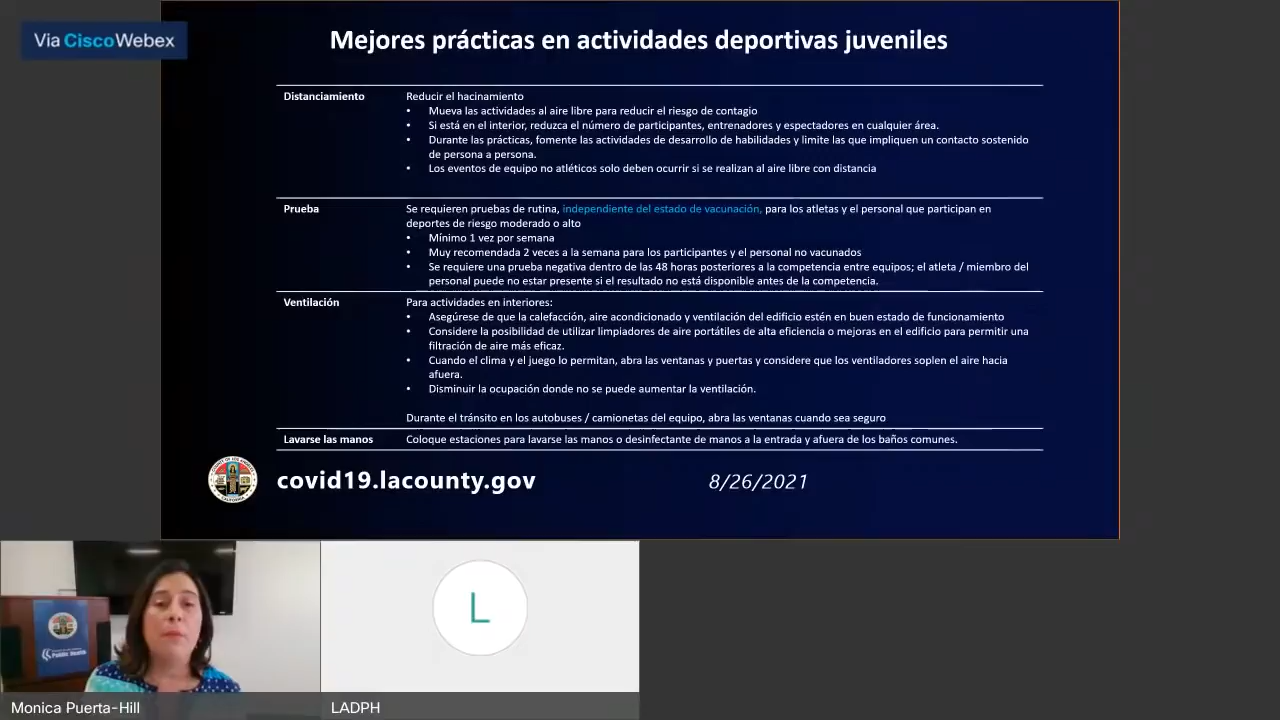 Via Cisco Webex
Mejores prácticas en actividades deportivas juveniles
Distanciamiento
Reducir el hacinamiento
• Mueva las actividades al aire libre para reducir el riesgo de contagio
• Si está en el interior, reduzca el número de participantes, entrenadores y espectadores en cualquier área.
• Durante las prácticas, fomente las actividades de desarrollo de habilidades y limite las que impliquen un contacto sostenido
de persona a persona.
• Los eventos de equipo no atléticos solo deben ocurrir si se realizan al aire libre con distancia
Prueba
Se requieren pruebas de rutina, independiente del estado de vacunación, para los atletas y el personal que participan en
deportes de riesgo moderado o alto
• Mínimo 1 vez por semana
• Muy recomendada 2 veces a la semana para los participantes y el personal no vacunados
• Se requiere una prueba negativa dentro de las 48 horas posteriores a la competencia entre equipos; el atleta / miembro del
personal puede no estar presente si el resultado no está disponible antes de la competencia.
Ventilación
Para actividades en interiores:
• Asegúrese de que la calefacción, aire acondicionado y ventilación del edificio estén en buen estado de funcionamiento
• Considere la posibilidad de utilizar limpiadores de aire portátiles de alta eficiencia o mejoras en el edificio para permitir una
filtración de aire más eficaz.
• Cuando el clima y el juego lo permitan, abra las ventanas y puertas y considere que los ventiladores soplen el aire hacia
afuera.
• Disminuir la ocupación donde no se puede aumentar la ventilación.
Durante el tránsito en los autobuses / camionetas del equipo, abra las ventanas cuando sea seguro
Lavarse las manos
Coloque estaciones para lavarse las manos o desinfectante de manos a la entrada y afuera de los baños comunes.
covid19.lacounty.gov
8/26/2021
Public Health
L
Monica Puerta-Hill
LADPH